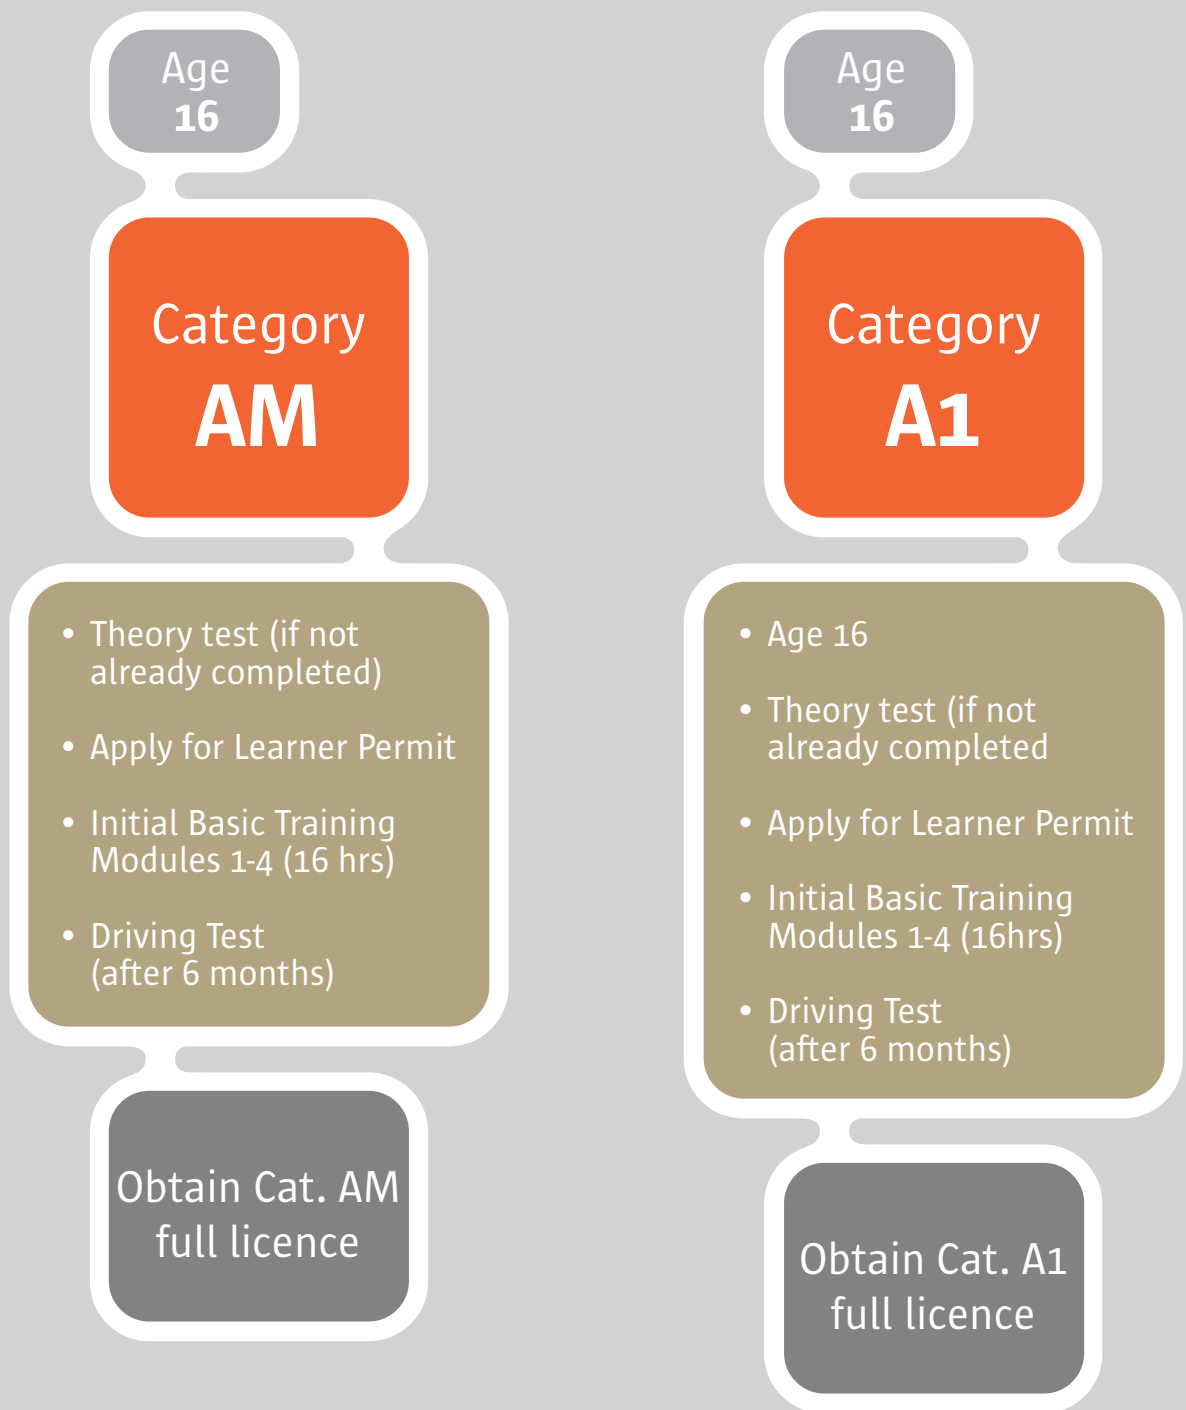 Age
16
Category
AM
• Theory test (if not
already completed)
• Apply for Learner Permit
• Initial Basic Training
Modules 1-4 (16 hrs)
• Driving Test
(after 6 months)
Obtain Cat. AM
full licence
Age
16
Category
A1
• Age 16
• Theory test (if not
already completed
• Apply for Learner Permit
• Initial Basic Training
Modules 1-4 (16hrs)
• Driving Test
(after 6 months)
Obtain Cat. A1
full licence